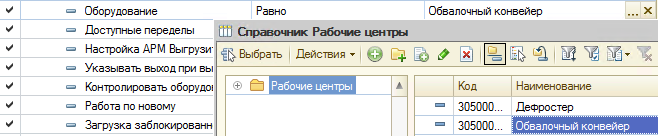 Оборудование Равно Обвалочный конвейер ... X
Доступные переделы
Справочник Рабочие центры
Настройка АРМ Выгрузи
Выбрать Действия
Указывать выход при вы
Контролировать оборудо
Рабочие центры Код Наименование
Работа по новому 305000... Дефростер
Загрузка заблокированн 305000... Обвалочный конвейер